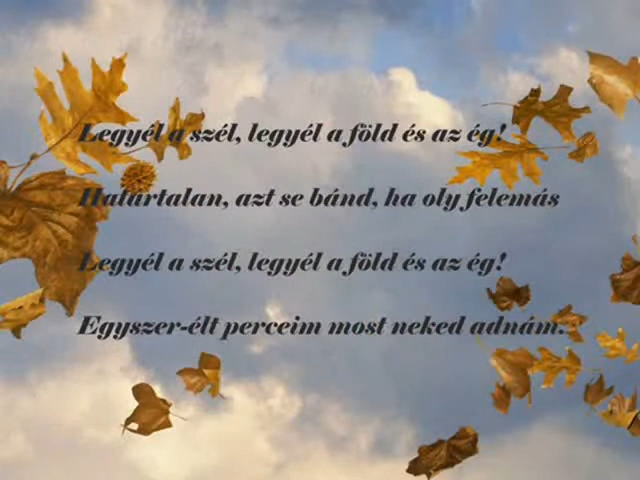 Legyél a szél, legyél a föld és az ég!
Határtalan, azt se bánd, ha oly felemás
Legyél a szél, legyél a föld és az ég!
Egyszer-élt perceim most neked adnám.